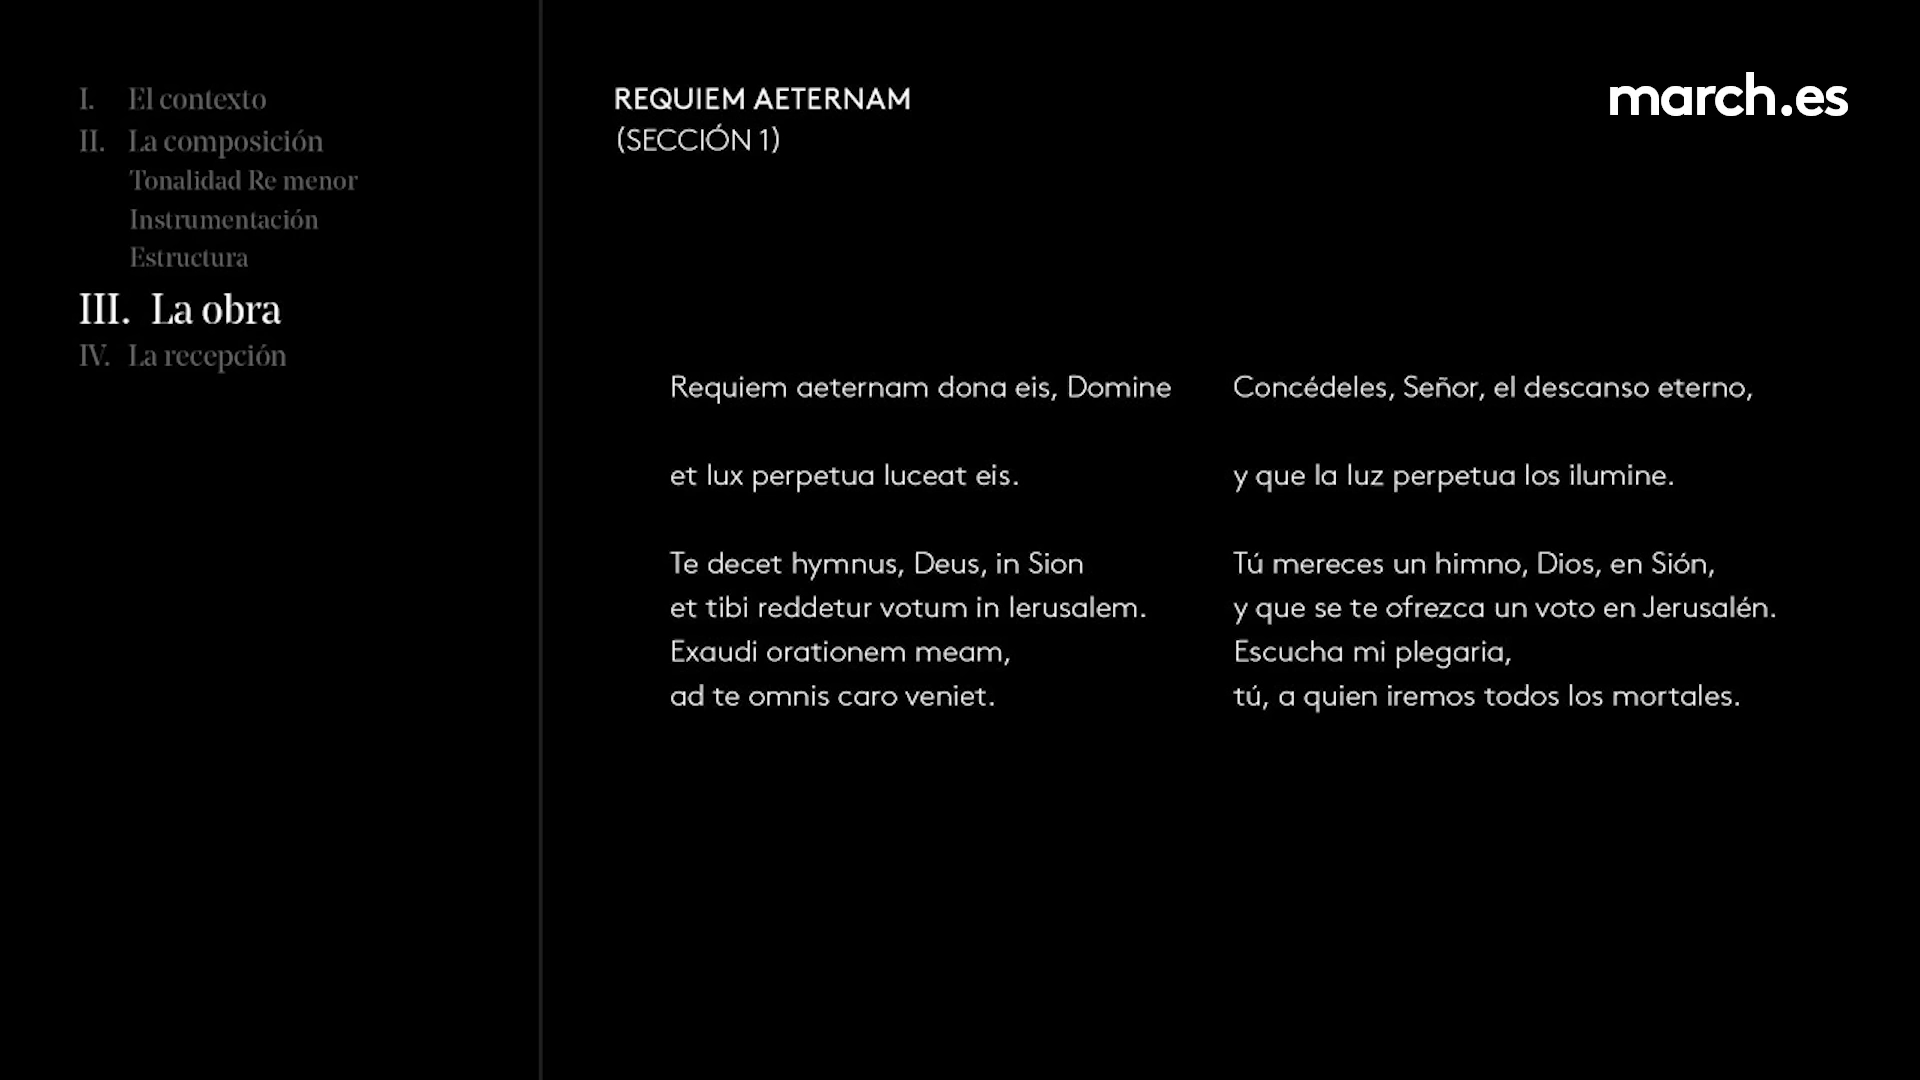 I. El contexto
II. La composición
Tonalidad Re menor
Instrumentación
Estructura
III. La obra
IV. La recepción
REQUIEM AETERNAM
(SECCIÓN 1)
march.es
Requiem aeternam dona eis, Domine
et lux perpetua luceat eis.
Te decet hymnus, Deus, in Sion
et tibi reddetur votum in Ierusalem.
Exaudi orationem meam,
ad te omnis caro veniet.
Concédeles, Señor, el descanso eterno,
y que la luz perpetua los ilumine.
Tú mereces un himno, Dios, en Sión,
y que se te ofrezca un voto en Jerusalén.
Escucha mi plegaria,
tú, a quien iremos todos los mortales.